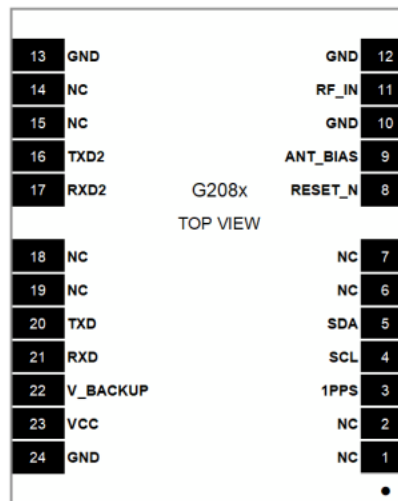 13 GND GND 12
14 NC RF_IN 11
15 NC GND 10
16 TXD2 ANT_BIAS 9
17 RXD2 G208x RESET_N 8
TOP VIEW
18 NC NC 7
19 NC NC 6
20 TXD SDA 5
21 RXD SCL 4
22 V_BACKUP 1PPS 3
23 VCC NC 2
24 GND NC 1